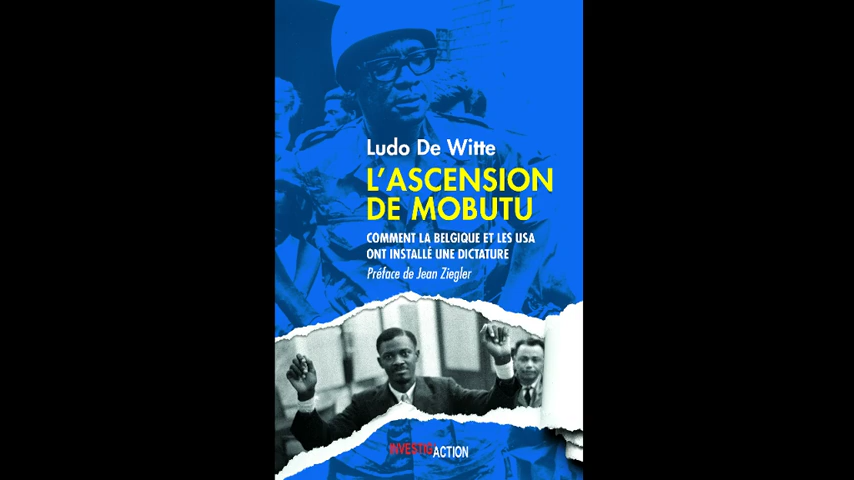 Ludo De Witte
L'ASCENSION
DE MOBUTU
COMMENT LA BELGIQUE ET LES USA
ONT INSTALLÉ UNE DICTATURE
Préface de Jean Ziegler
INVESTIG'ACTION